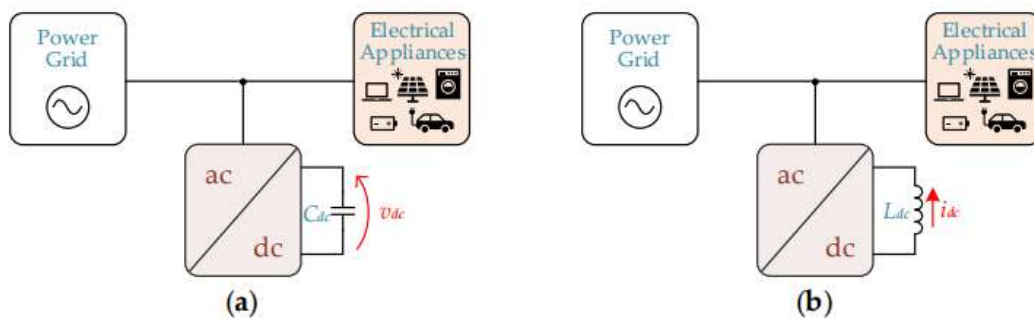 Power
Grid
Electrical
Appliances
ac
dc
Cdc
vdc
(a)
Power
Grid
Electrical
Appliances
ac
dc
Ldc
idc
(b)